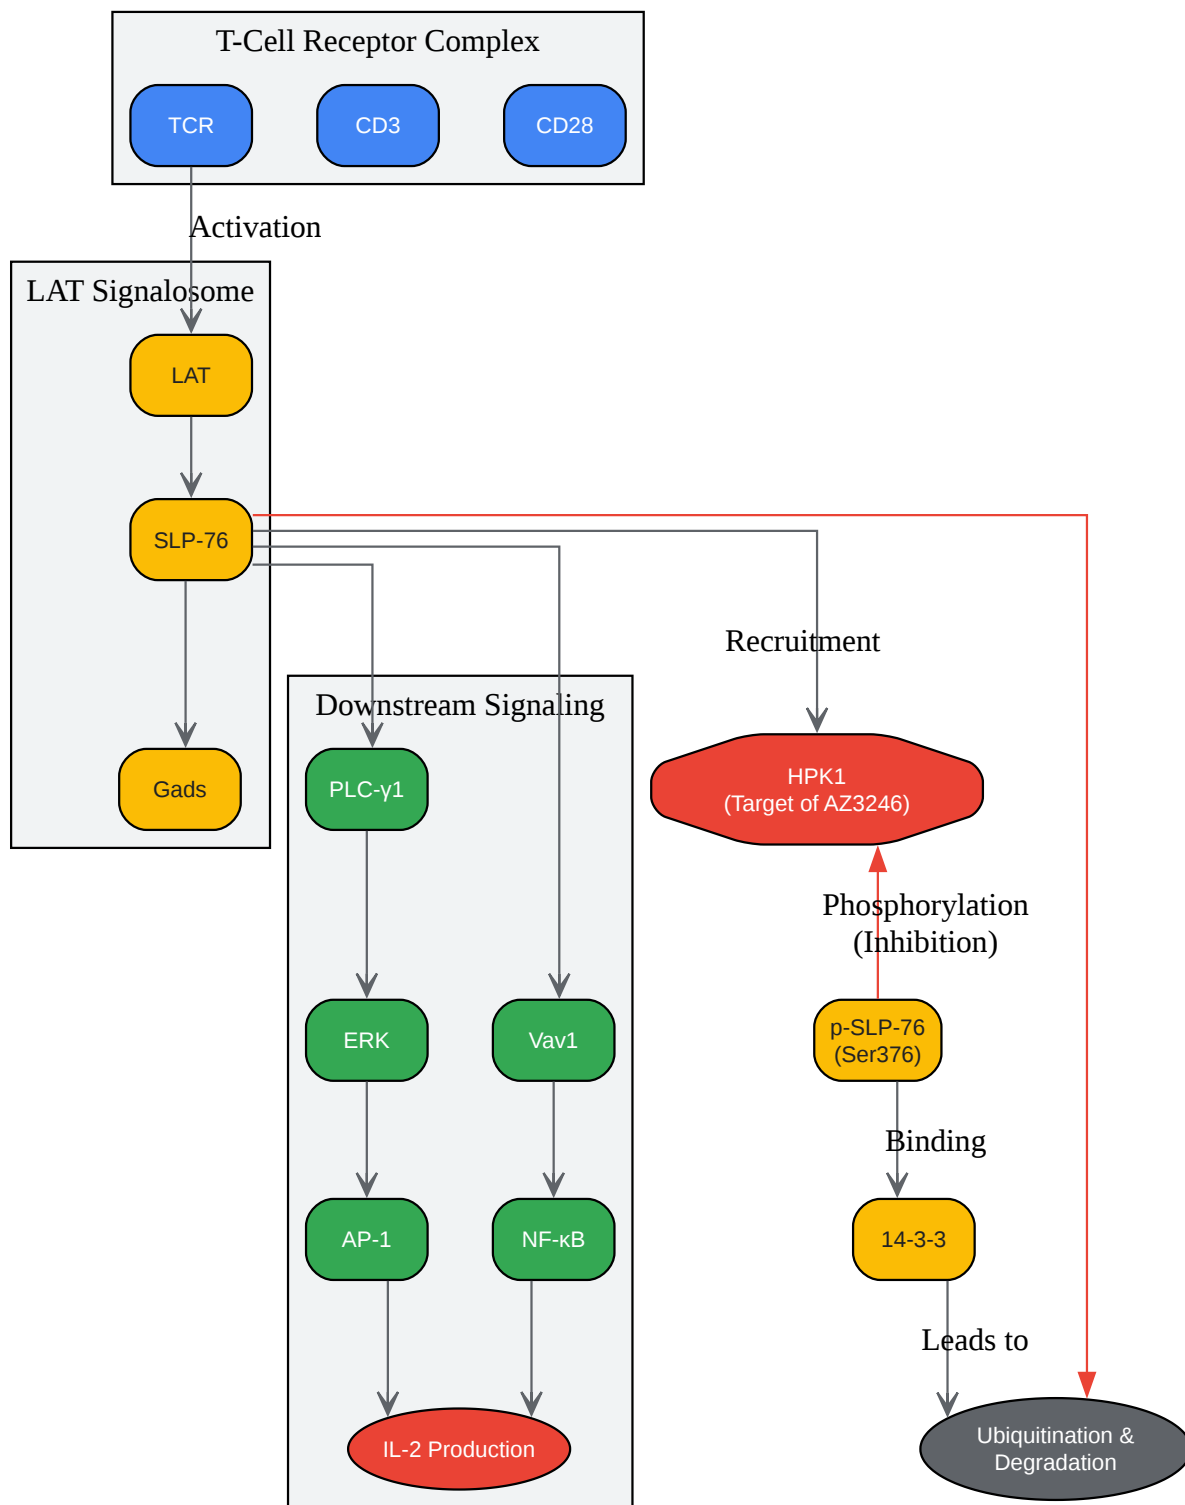 T-Cell Receptor Complex
TCR
CD3
CD28
Activation
LAT Signalosome
LAT
SLP-76
Recruitment
Downstream Signaling
Gads
PLC-γ1
HPK1
(Target of AZ3246)
Phosphorylation
(Inhibition)
ERK
Vav1
p-SLP-76
(Ser376)
Binding
AP-1
NF-κB
14-3-3
Leads to
IL-2 Production
Ubiquitination &
Degradation